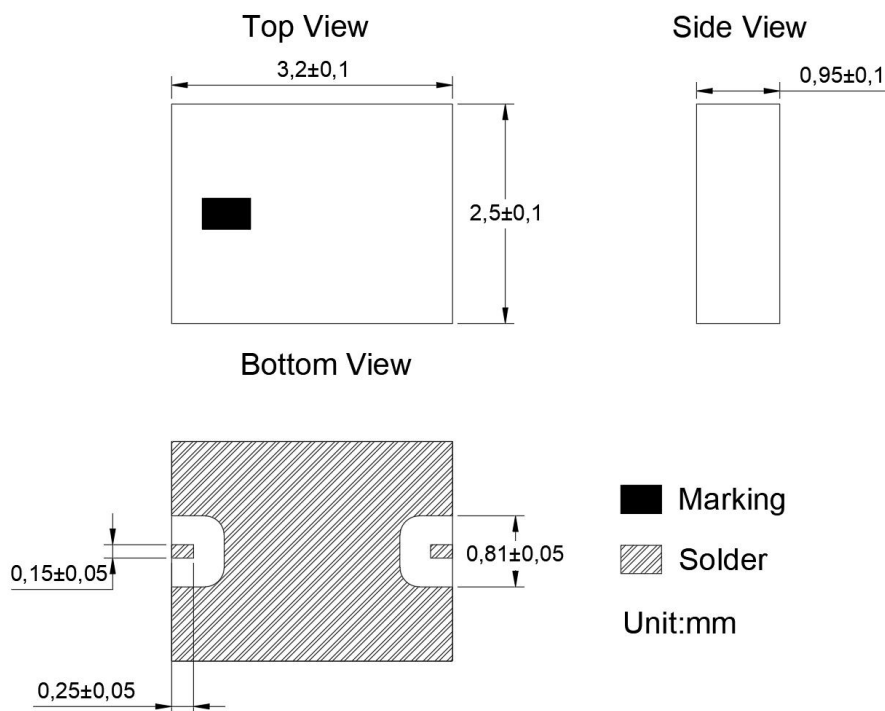 Top View
Side View
3,2±0,1
0,95±0,1
2,5±0,1
Bottom View
Marking
0,81±0,05
Solder
0,15±0,05
Unit:mm
0,25±0,05